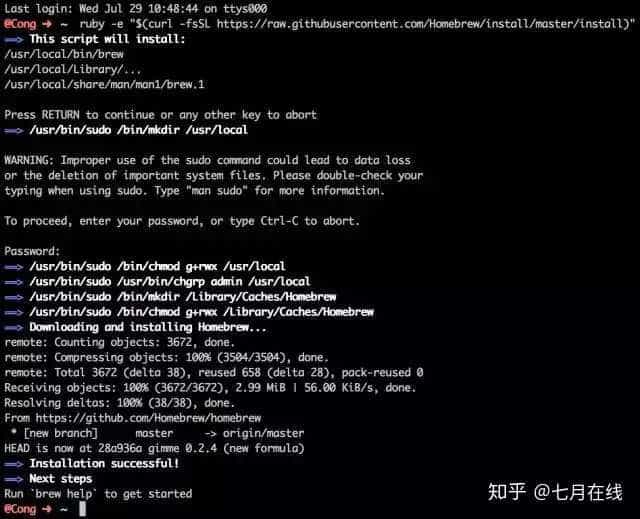 Last login: Wed Jul 29 10:48:44 on ttys000
@Cong ➜ ~ ruby -e "$(curl -fsSL https://raw.githubusercontent.com/Homebrew/install/master/install)"
==> This script will install:
/usr/local/bin/brew
/usr/local/Library/...
/usr/local/share/man/man1/brew.1
Press RETURN to continue or any other key to abort
==> /usr/bin/sudo /bin/mkdir /usr/local
WARNING: Improper use of the sudo command could lead to data loss
or the deletion of important system files. Please double-check your
typing when using sudo. Type "man sudo" for more information.
To proceed, enter your password, or type Ctrl-C to abort.
Password:
==> /usr/bin/sudo /bin/chmod g+rwx /usr/local
==> /usr/bin/sudo /usr/bin/chgrp admin /usr/local
==> /usr/bin/sudo /bin/mkdir /Library/Caches/Homebrew
==> /usr/bin/sudo /bin/chmod g+rwx /Library/Caches/Homebrew
==> Downloading and installing Homebrew...
remote: Counting objects: 3672, done.
remote: Compressing objects: 100% (3504/3504), done.
remote: Total 3672 (delta 38), reused 658 (delta 28), pack-reused 0
Receiving objects: 100% (3672/3672), 2.99 MiB | 56.00 KiB/s, done.
Resolving deltas: 100% (38/38), done.
From https://github.com/Homebrew/homebrew
 * [new branch]      master     -> origin/master
HEAD is now at 28a936a gimme 0.2.4 (new formula)
==> Installation successful!
==> Next steps
Run `brew help` to get started
@Cong ➜ ~
知乎 @七月在线